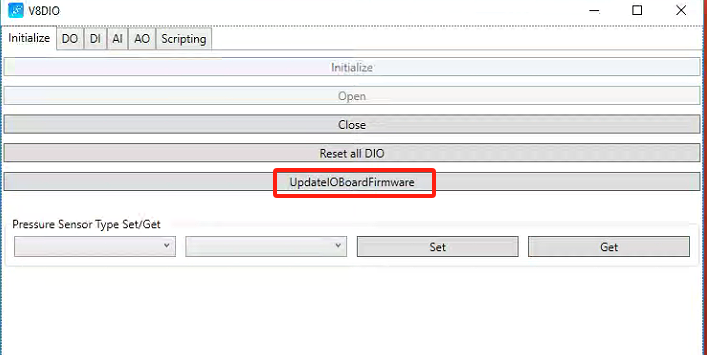 V8DIO
Initialize DO DI AI AO Scripting
Initialize
Open
Close
Reset all DIO
UpdateIOBoardFirmware
Pressure Sensor Type Set/Get
Set Get